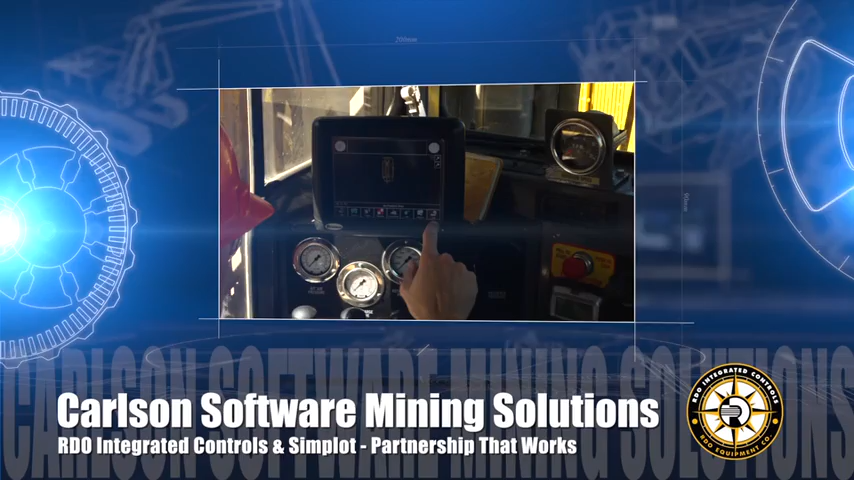 200mm
CARLSON SOFTWARE MINING SOLUTIONS
Carlson Software Mining Solutions
RDO Integrated Controls & Simplot - Partnership That Works
RDO INTEGRATED CONTROLS
R
RDO EQUIPMENT CO.